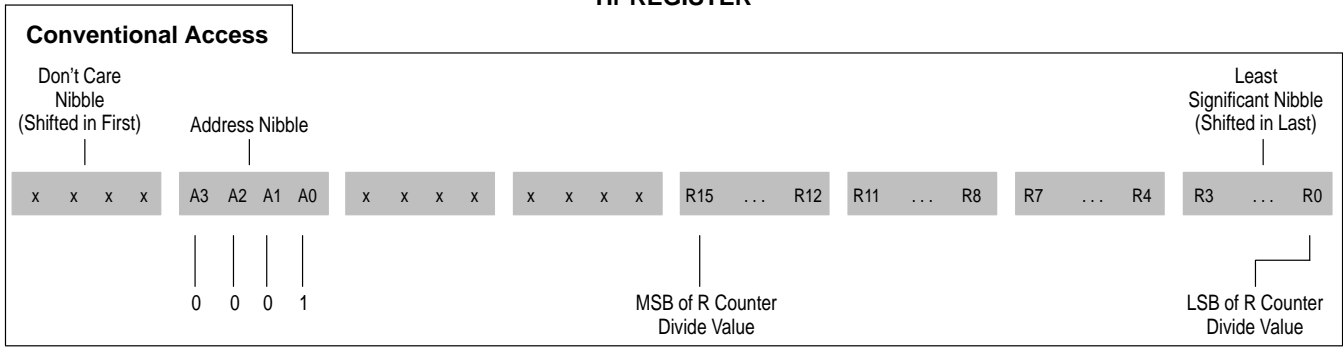 Hr REGISTER
Conventional Access
Don't Care
Nibble
(Shifted in First)
Address Nibble
Least
Significant Nibble
(Shifted in Last)
x x x x A3 A2 A1 A0 x x x x x x x x R15 ... R12 R11 ... R8 R7 ... R4 R3 ... R0
0 0 0 1
MSB of R Counter
Divide Value
LSB of R Counter
Divide Value